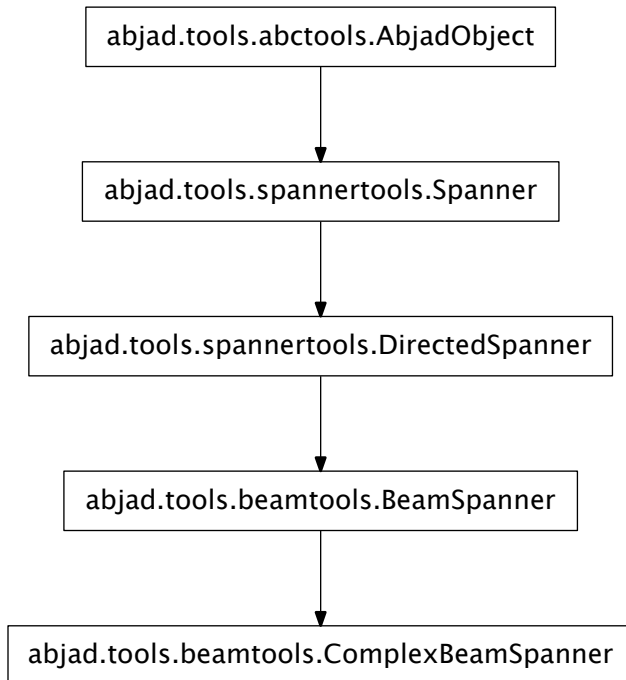 abjad.tools.abctools.AbjadObject
abjad.tools.spannertools.Spanner
abjad.tools.spannertools.DirectedSpanner
abjad.tools.beamtools.BeamSpanner
abjad.tools.beamtools.ComplexBeamSpanner